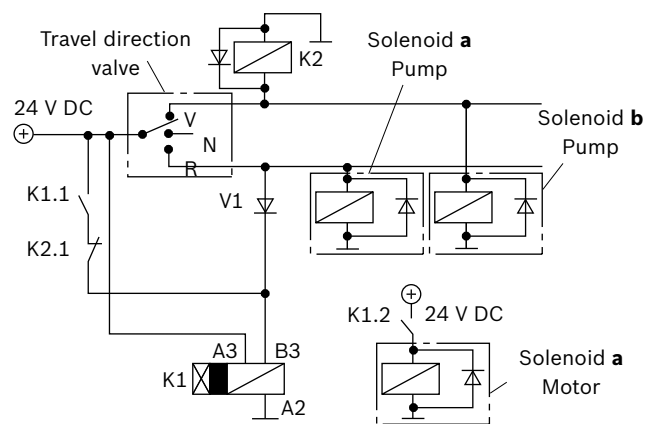 Travel direction
valve
K2
Solenoid a
Pump
24 V DC
V
N
R
Solenoid b
Pump
K1.1
V1
K2.1
K1.2
24 V DC
A3
B3
K1
A2
Solenoid a
Motor